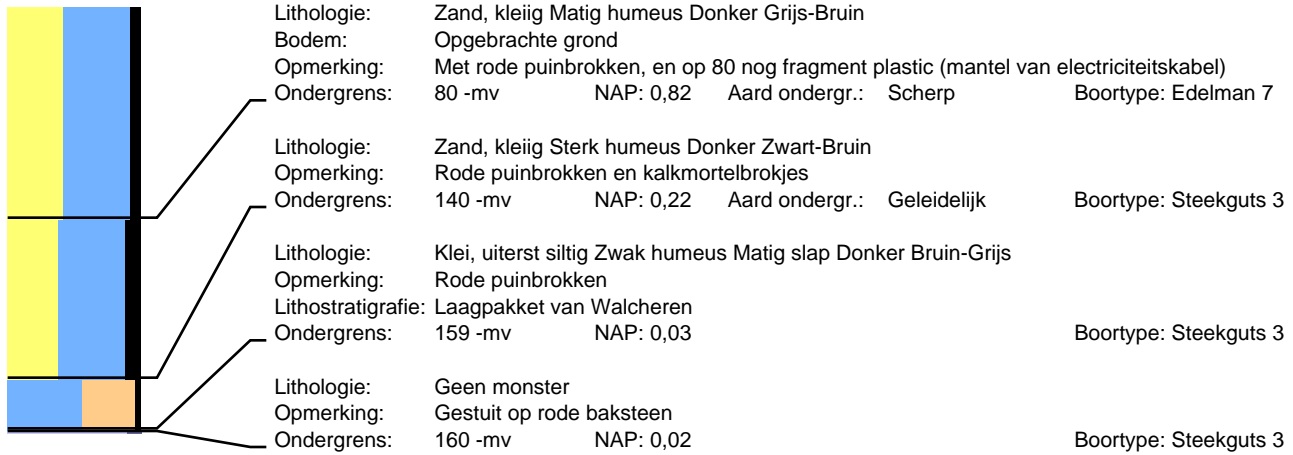 Lithologie: Zand, kleiig Matig humeus Donker Grijs-Bruin
Bodem: Opgebrachte grond
Opmerking: Met rode puinbrokken, en op 80 nog fragment plastic (mantel van electriciteitskabel)
Ondergrens: 80 -mv NAP: 0,82 Aard ondergr.: Scherp Boortype: Edelman 7
Lithologie: Zand, kleiig Sterk humeus Donker Zwart-Bruin
Opmerking: Rode puinbrokken en kalkmortelbrokjes
Ondergrens: 140 -mv NAP: 0,22 Aard ondergr.: Geleidelijk Boortype: Steekguts 3
Lithologie: Klei, uiterst siltig Zwak humeus Matig slap Donker Bruin-Grijs
Opmerking: Rode puinbrokken
Lithostratigrafie: Laagpakket van Walcheren
Ondergrens: 159 -mv NAP: 0,03 Boortype: Steekguts 3
Lithologie: Geen monster
Opmerking: Gestuit op rode baksteen
Ondergrens: 160 -mv NAP: 0,02 Boortype: Steekguts 3